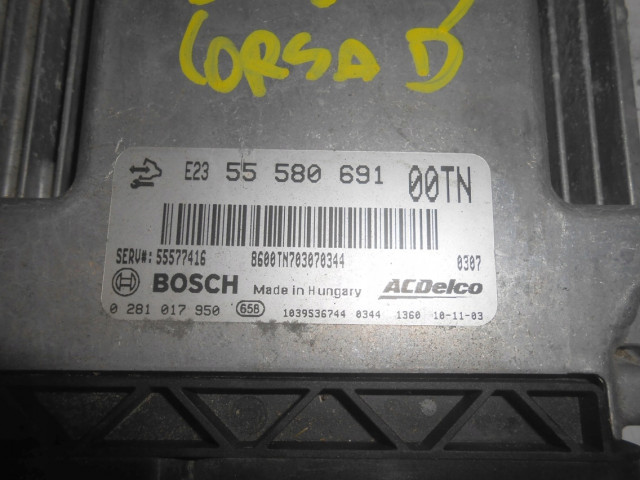 CORSA D
E23 55 580 691 00TN
SERV#: 55577416 8600TN703070344 0307
BOSCH Made in Hungary ACDelco
0 281 017 950 658 1039S36744 0344 1360 10-11-03